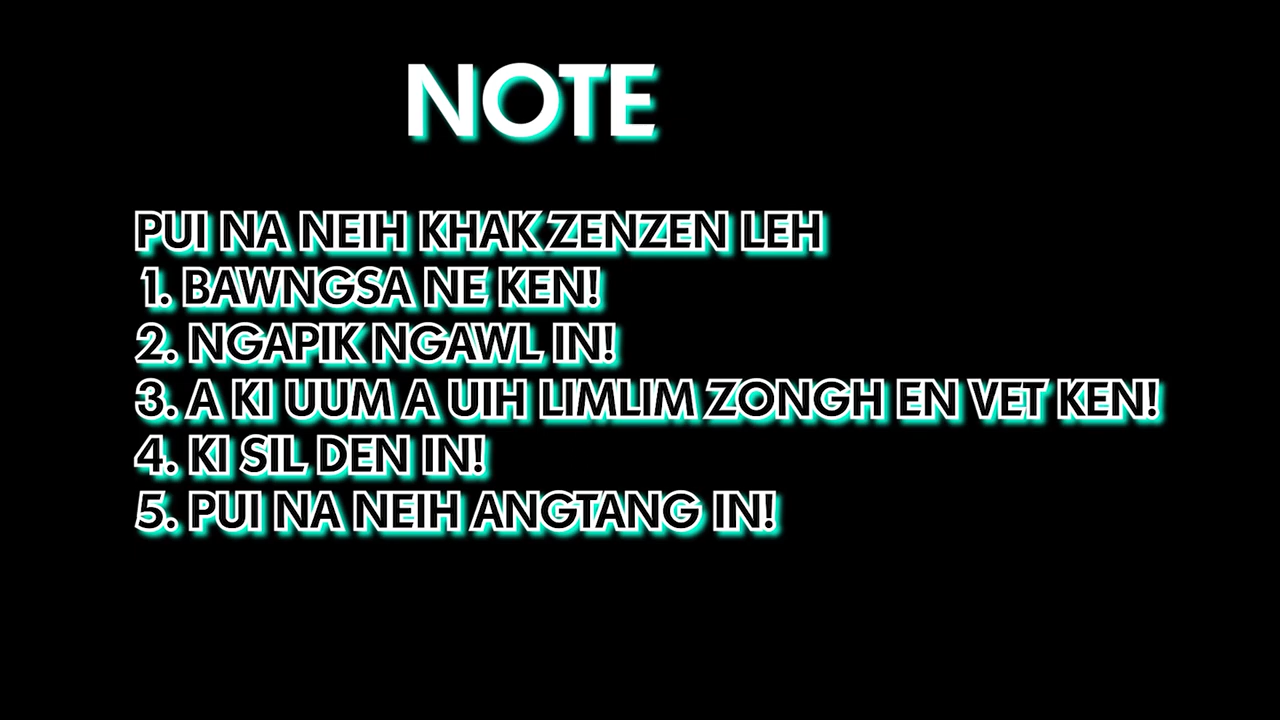 NOTE
PUI NA NEIH KHAK ZENZEN LEH
1. BAWNGSA NE KEN!
2. NGAPIK NGAWL IN!
3. A KI UUM A UIH LIMLIM ZONGH EN VET KEN!
4. KI SIL DEN IN!
5. PUI NA NEIH ANGTANG IN!